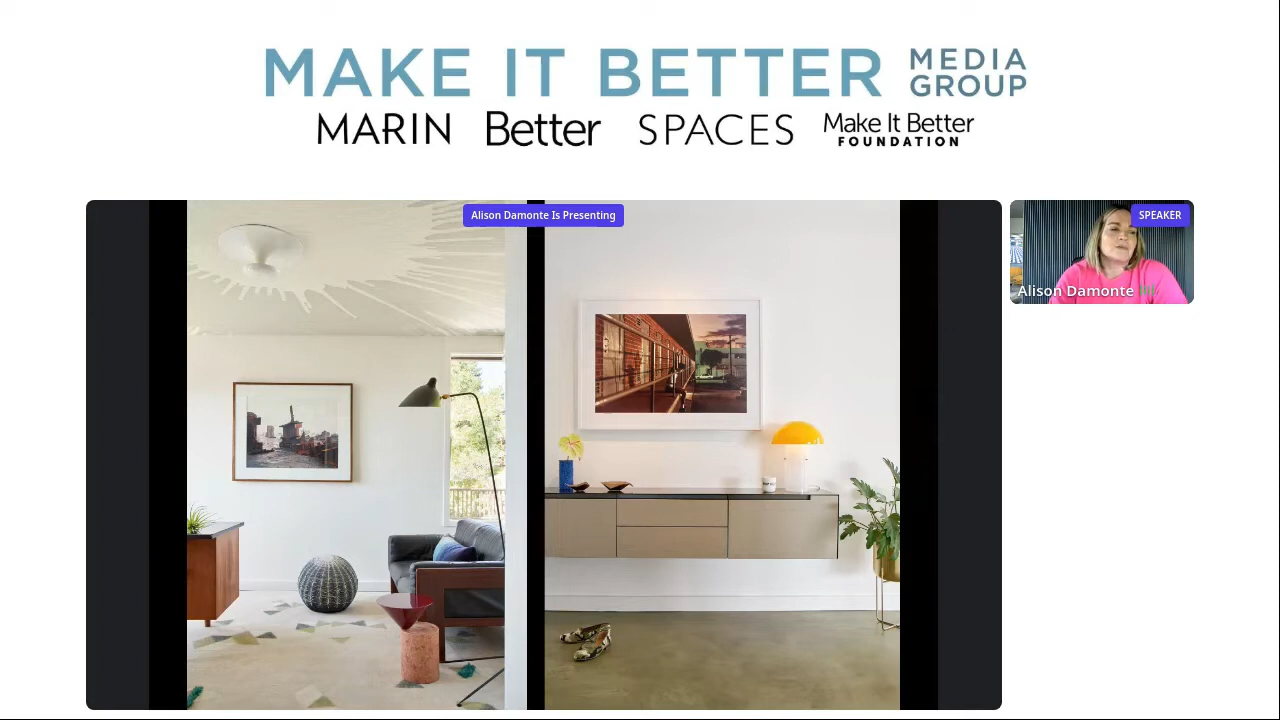 MAKE IT BETTER MEDIA GROUP
MARIN Better SPACES Make It Better FOUNDATION
Alison Damonte Is Presenting
SPEAKER
Alison Damonte